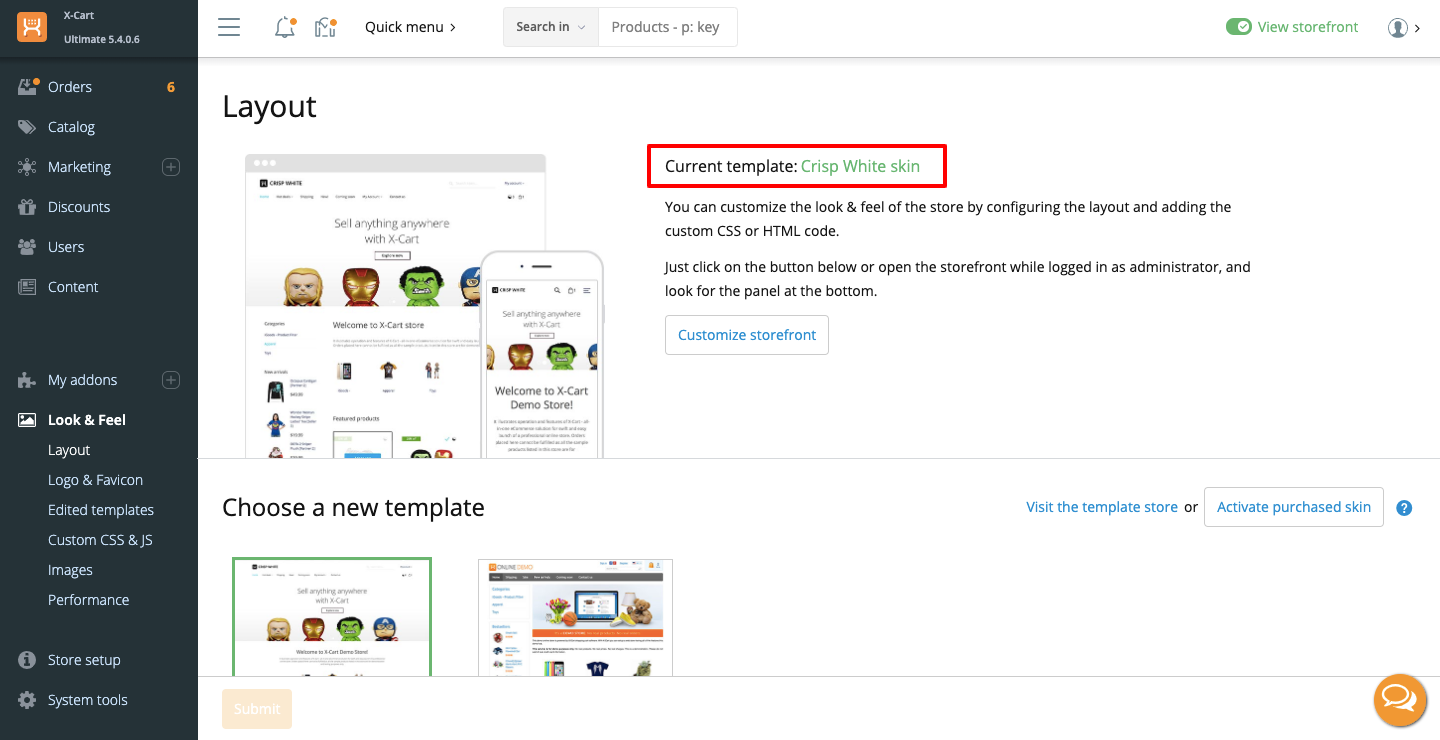 X-Cart
Ultimate 5.4.0.6
Quick menu
Search in
Products - p: key
View storefront
Orders 6
Catalog
Marketing
Discounts
Users
Content
My addons
Look & Feel
Layout
Logo & Favicon
Edited templates
Custom CSS & JS
Images
Performance
Store setup
System tools
Layout
CRISP WHITE
Sell anything anywhere
with X-Cart
Welcome to X-Cart store
Featured products
CRISP WHITE
Sell anything anywhere
with X-Cart
Welcome to X-Cart
Demo Store!
Current template: Crisp White skin
You can customize the look & feel of the store by configuring the layout and adding the
custom CSS or HTML code.
Just click on the button below or open the storefront while logged in as administrator, and
look for the panel at the bottom.
Customize storefront
Choose a new template
Visit the template store or Activate purchased skin ?
CRISP WHITE
Sell anything anywhere
with X-Cart
Welcome to X-Cart Demo Store!
ONLINE DEMO
Submit